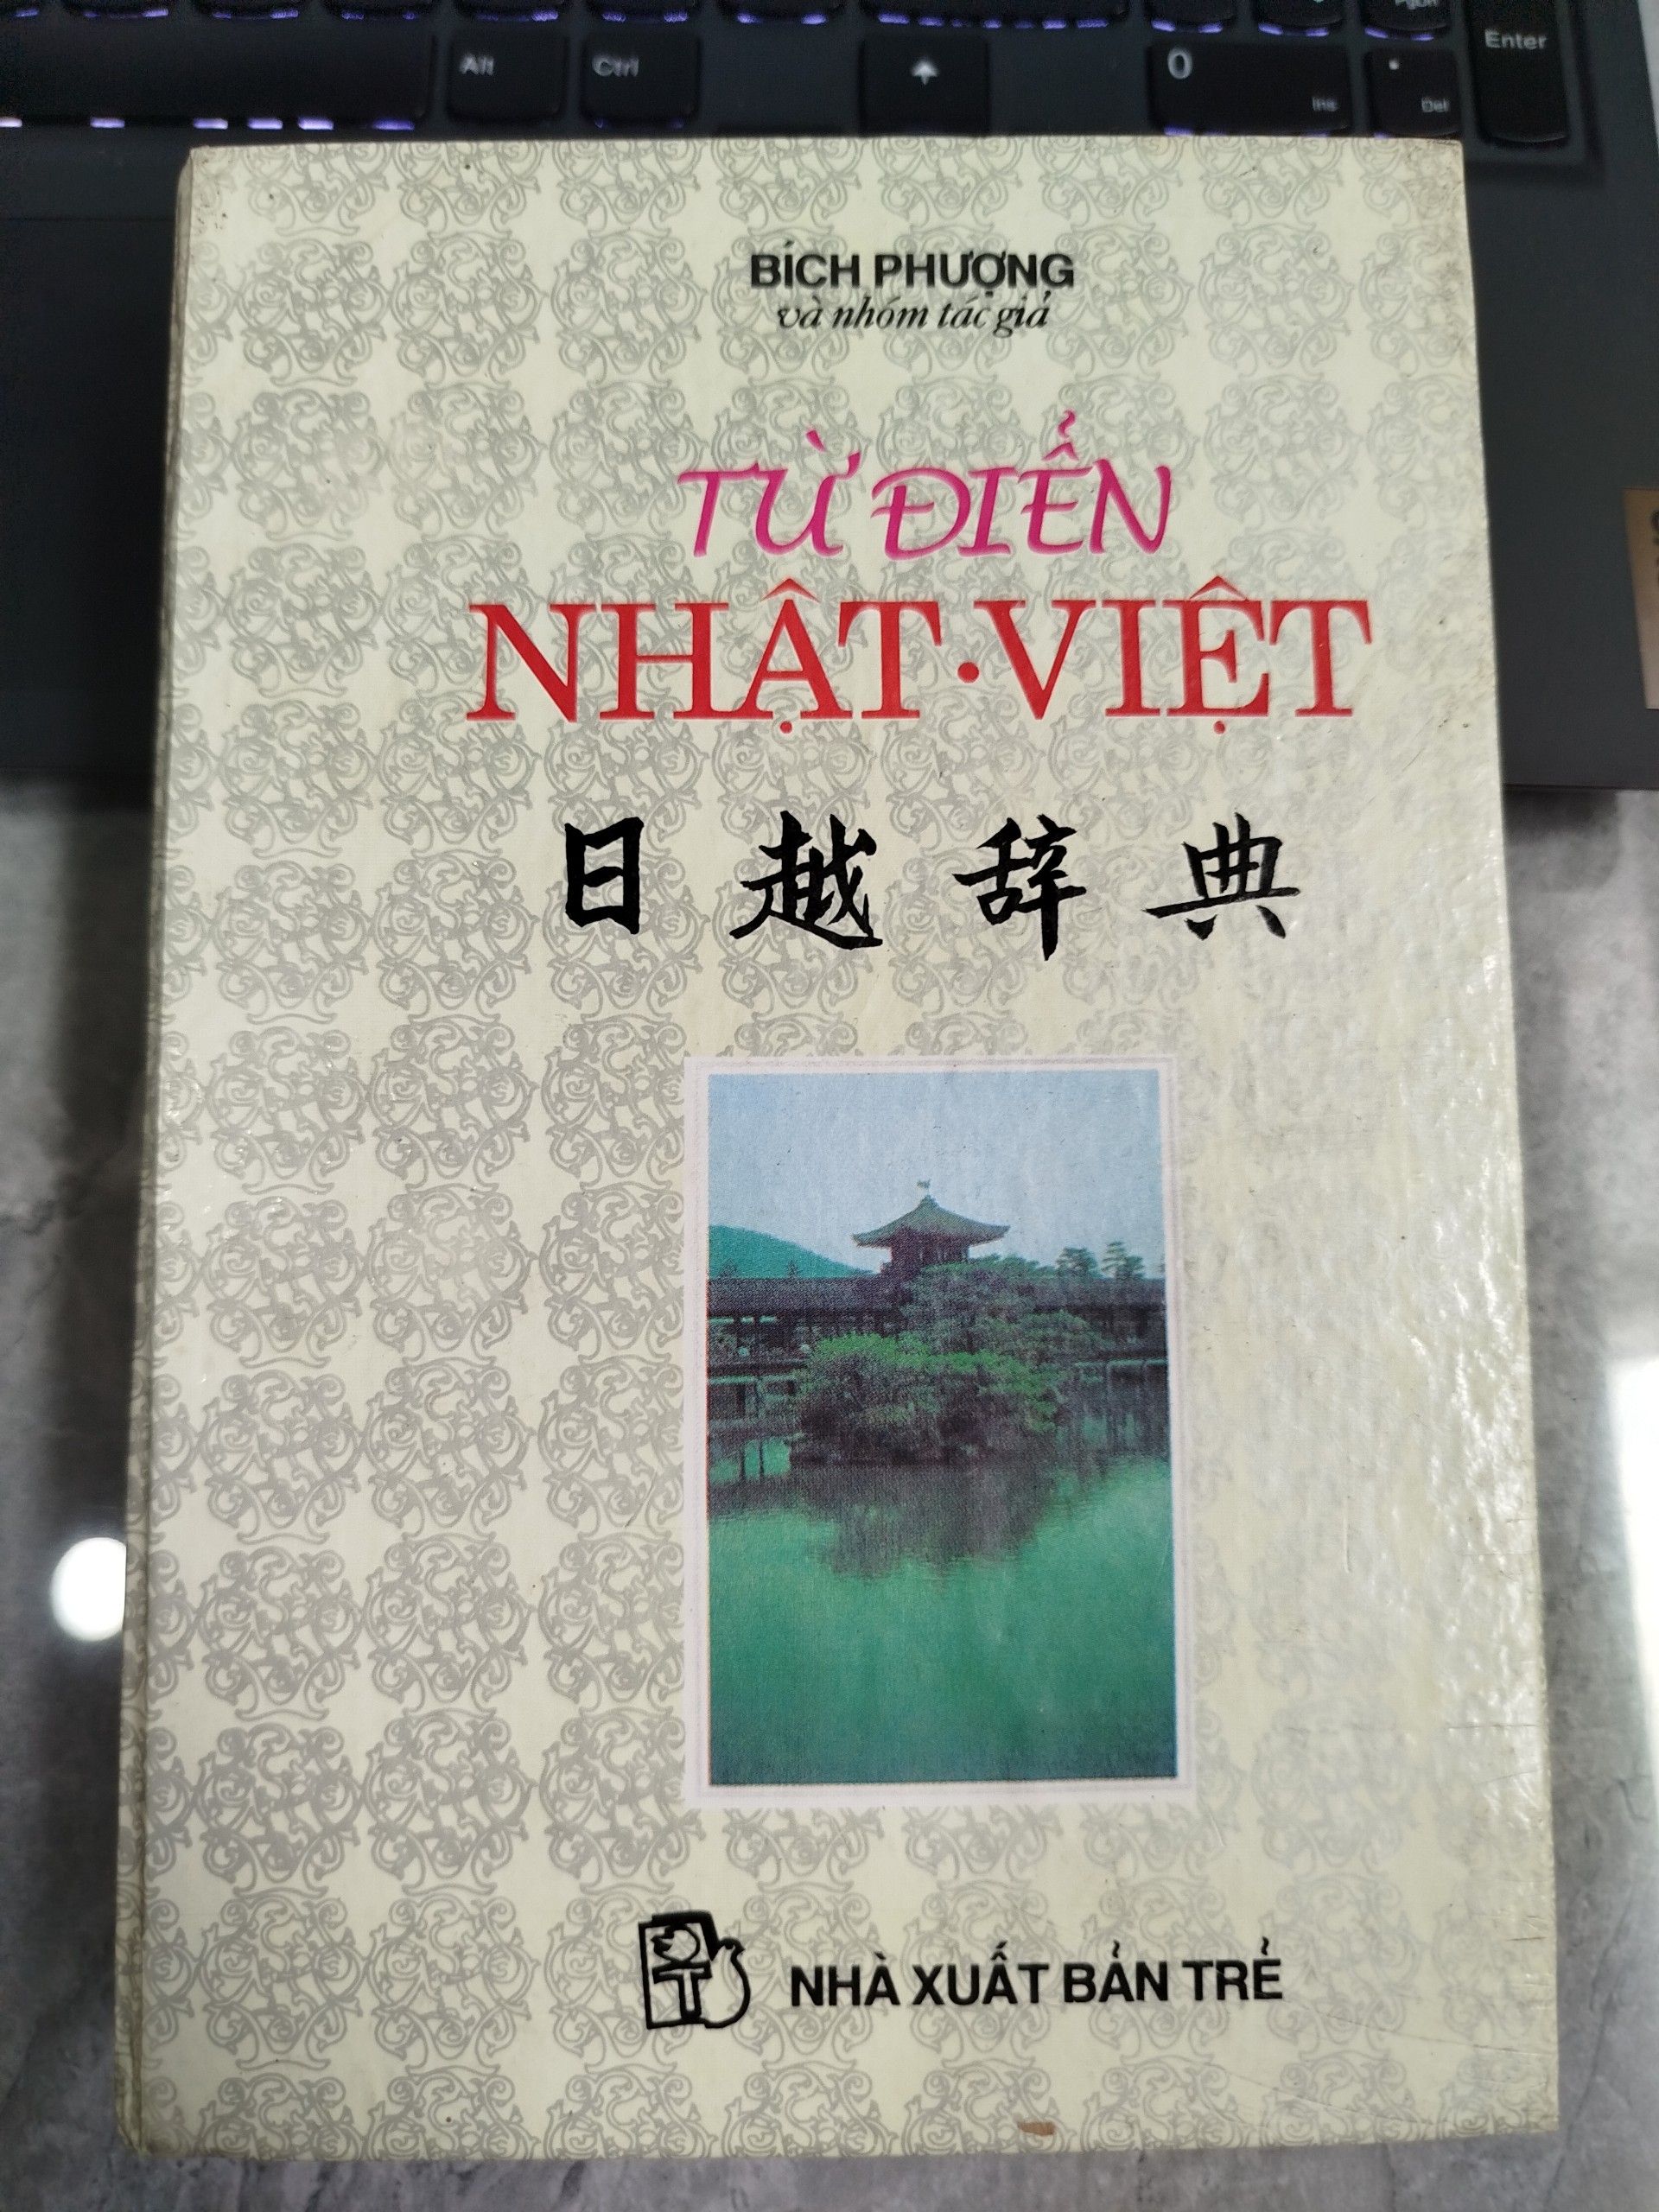 Alt Ctrl 0 Ins . Del Enter
BÍCH PHƯỢNG
và nhóm tác giả
TỪ ĐIỂN
NHẬT·VIỆT
日越辞典
T
NHÀ XUẤT BẢN TRẺ